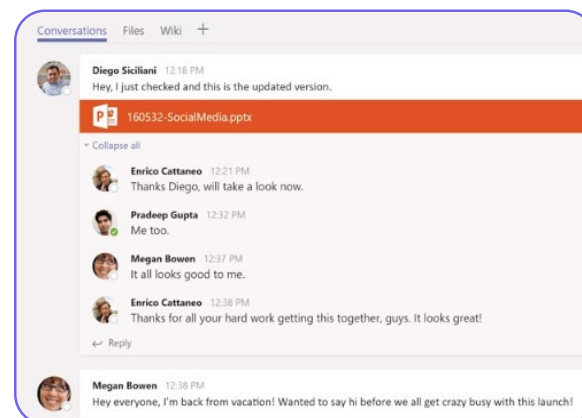 Conversations Files Wiki +
Diego Siciliani 12:18 PM
Hey, I just checked and this is the updated version.
160532-SocialMedia.pptx
Collapse all
Enrico Cattaneo 12:21 PM
Thanks Diego, will take a look now.
Pradeep Gupta 12:32 PM
Me too.
Megan Bowen 12:37 PM
It all looks good to me.
Enrico Cattaneo 12:38 PM
Thanks for all your hard work getting this together, guys. It looks great!
Reply
Megan Bowen 12:38 PM
Hey everyone, I'm back from vacation! Wanted to say hi before we all get crazy busy with this launch!